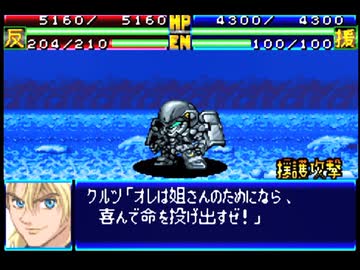 5160/ 5160 HP 4300/ 4300
反 援
204/210 EN 100/100
援護攻撃
クルツ「オレは姐さんのためになら、
喜んで命を投げ出すぜ!」